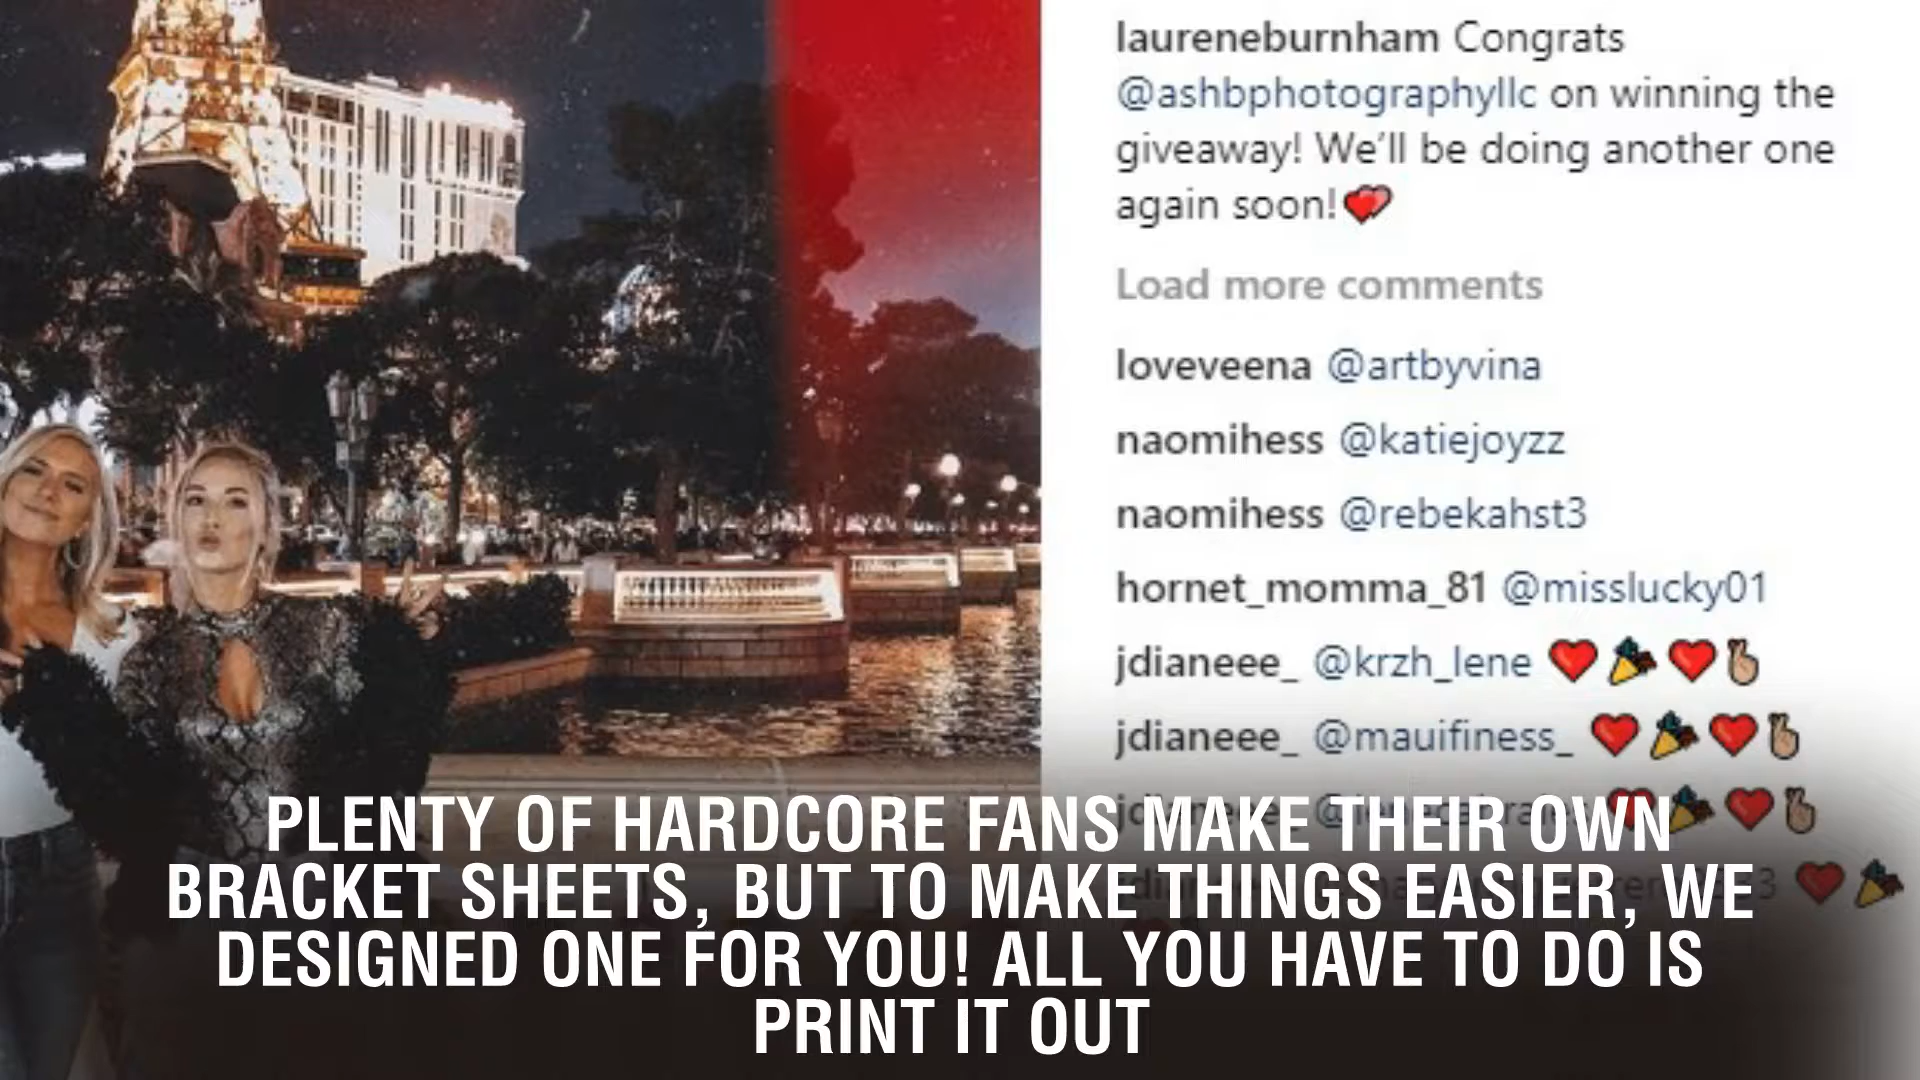 laureneburnham Congrats
@ashbphotographyllc on winning the
giveaway! We'll be doing another one
again soon!💕
Load more comments
loveveena @artbyvina
naomihess @katiejoyzz
naomihess @rebekahst3
hornet_momma_81 @misslucky01
jdianeee_ @krzh_lene ❤️🎉❤️🤞🏼
jdianeee_ @mauifiness_ ❤️🎉❤️🤞🏼
PLENTY OF HARDCORE FANS MAKE THEIR OWN
BRACKET SHEETS, BUT TO MAKE THINGS EASIER, WE
DESIGNED ONE FOR YOU! ALL YOU HAVE TO DO IS
PRINT IT OUT